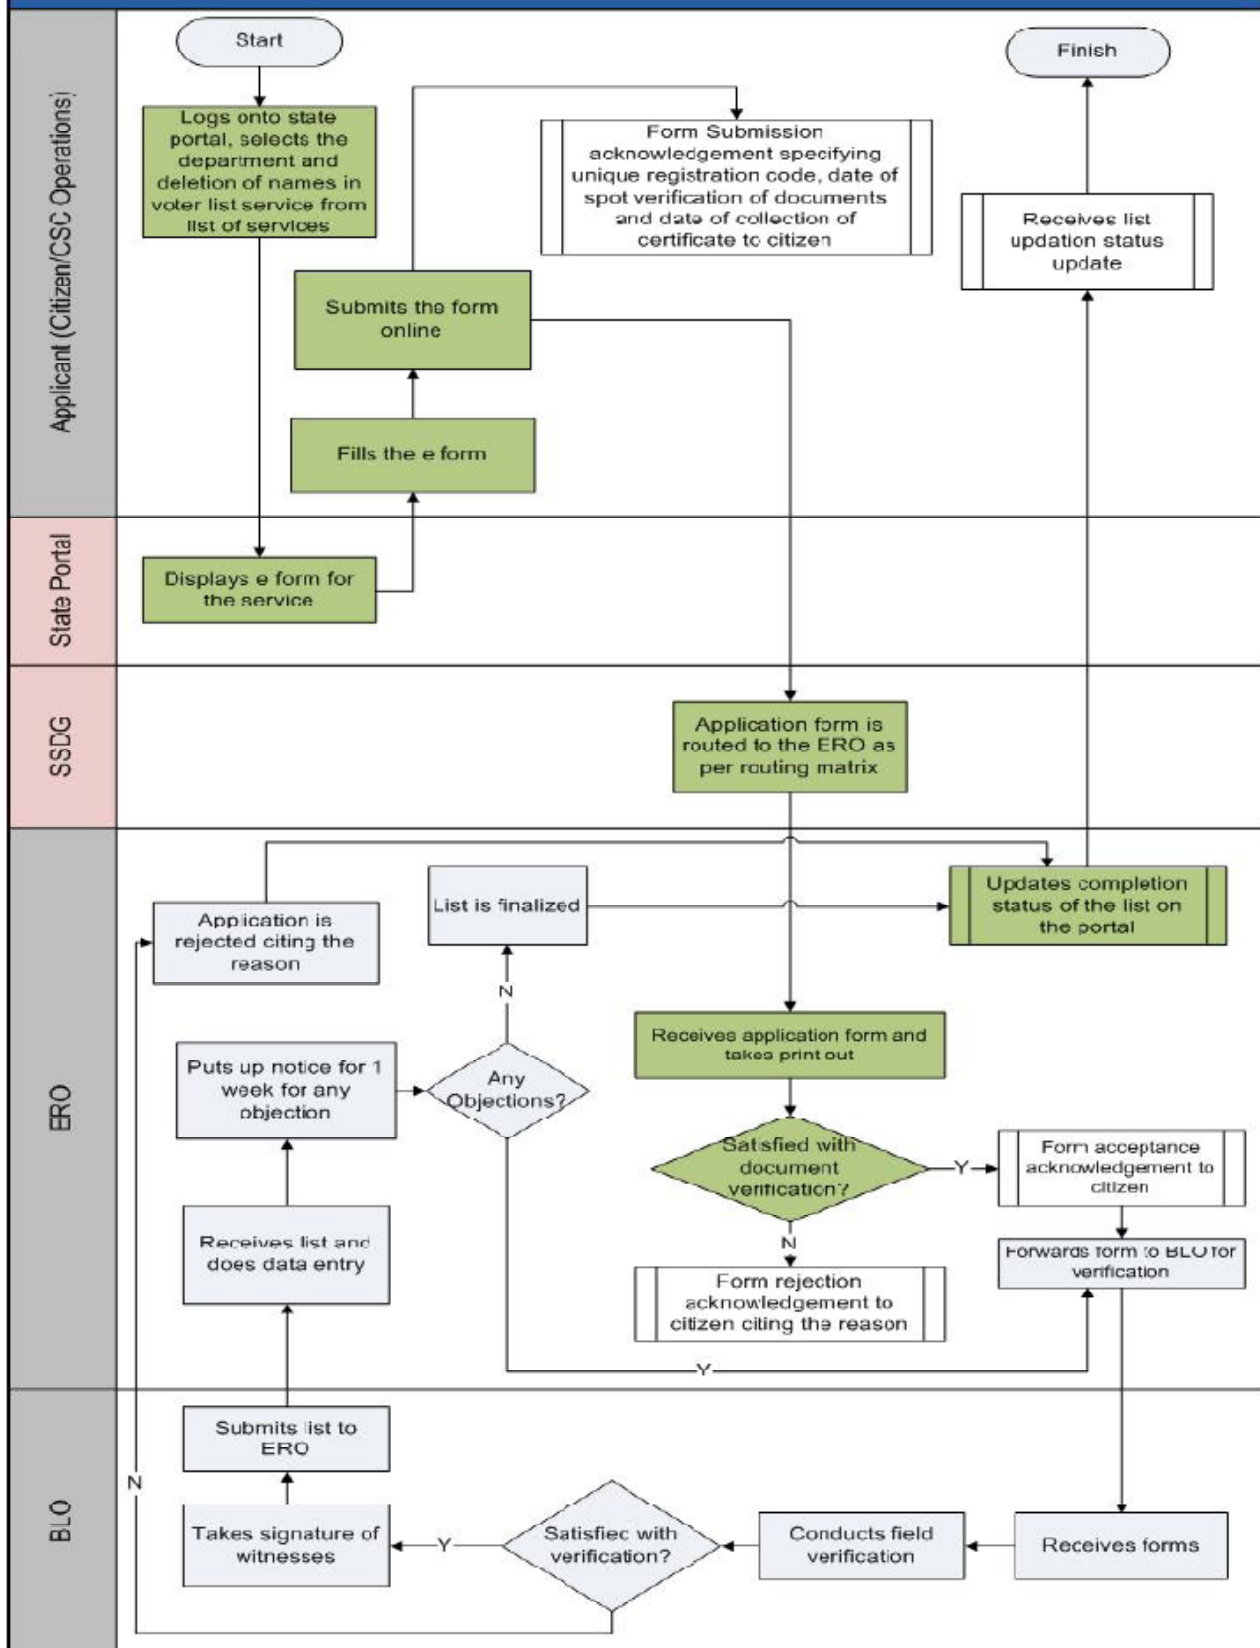 Applicant (Citizen/CSC Operations)
Start
Finish
Logs onto state
portal, selects the
department and
deletion of names in
voter list service from
list of services
Form Submission
acknowledgement specifying
unique registration code, date of
spot verification of documents
and date of collection of
certificate to citizen
Receives list
updation status
update
Submits the form
online
Fills the e form
State Portal
Displays e form for
the service
SSDG
Application form is
routed to the ERO as
per routing matrix
ERO
Application is
rejected citing the
reason
List is finalized
Updates completion
status of the list on
the portal
N
Receives application form and
takes print out
Puts up notice for 1
week for any
objection
Any
Objections?
Satisfied with
document
verification?
Y
Form acceptance
acknowledgement to
citizen
Receives list and
does data entry
N
Forwards form to BLO for
verification
Form rejection
acknowledgement to
citizen citing the reason
Y
BLO
Submits list to
ERO
N
Takes signature of
witnesses
Y
Satisfied with
verification?
Conducts field
verification
Receives forms